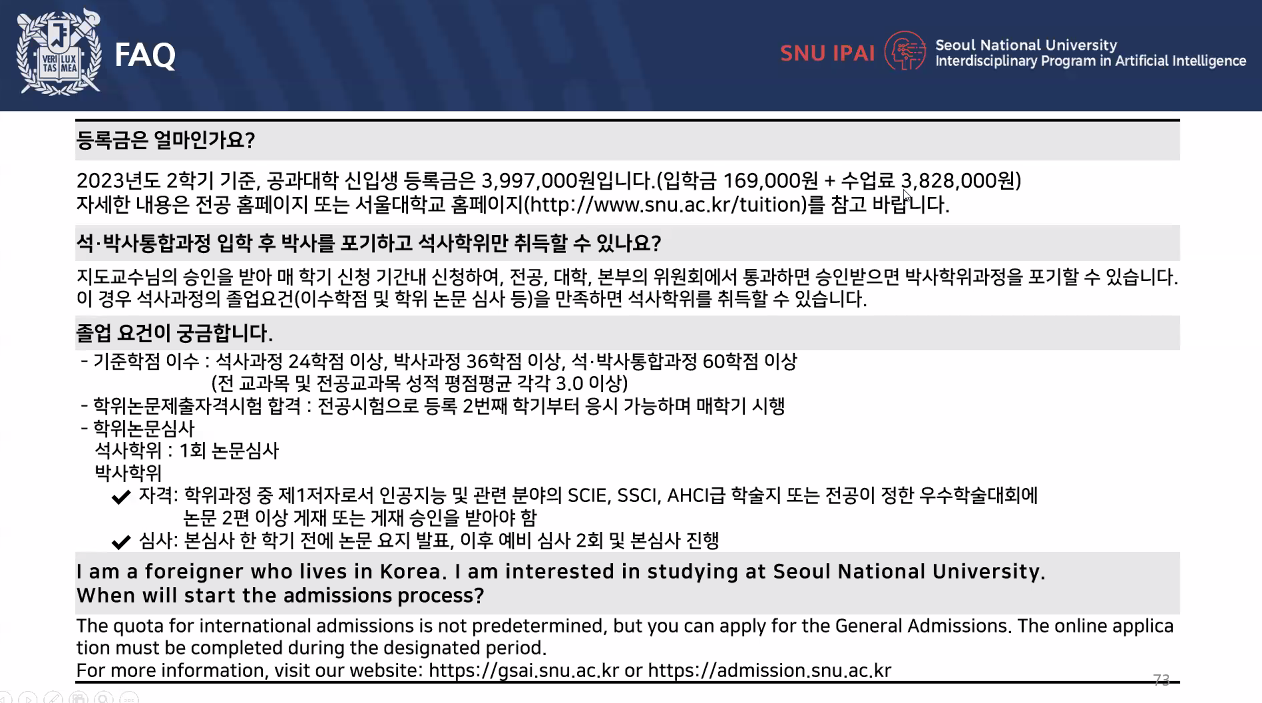 VERI LUX
TAS MEA
FAQ
SNU IPAI
Seoul National University
Interdisciplinary Program in Artificial Intelligence
등록금은 얼마인가요?
2023년도 2학기 기준, 공과대학 신입생 등록금은 3,997,000원입니다.(입학금 169,000원 + 수업료 3,828,000원)
자세한 내용은 전공 홈페이지 또는 서울대학교 홈페이지(http://www.snu.ac.kr/tuition)를 참고 바랍니다.
석·박사통합과정 입학 후 박사를 포기하고 석사학위만 취득할 수 있나요?
지도교수님의 승인을 받아 매 학기 신청 기간내 신청하여, 전공, 대학, 본부의 위원회에서 통과하면 승인받으면 박사학위과정을 포기할 수 있습니다.
이 경우 석사과정의 졸업요건(이수학점 및 학위 논문 심사 등)을 만족하면 석사학위를 취득할 수 있습니다.
졸업 요건이 궁금합니다.
- 기준학점 이수 : 석사과정 24학점 이상, 박사과정 36학점 이상, 석·박사통합과정 60학점 이상
(전 교과목 및 전공교과목 성적 평점평균 각각 3.0 이상)
- 학위논문제출자격시험 합격 : 전공시험으로 등록 2번째 학기부터 응시 가능하며 매학기 시행
- 학위논문심사
석사학위 : 1회 논문심사
박사학위
✔ 자격: 학위과정 중 제1저자로서 인공지능 및 관련 분야의 SCIE, SSCI, AHCI급 학술지 또는 전공이 정한 우수학술대회에
논문 2편 이상 게재 또는 게재 승인을 받아야 함
✔ 심사: 본심사 한 학기 전에 논문 요지 발표, 이후 예비 심사 2회 및 본심사 진행
I am a foreigner who lives in Korea. I am interested in studying at Seoul National University.
When will start the admissions process?
The quota for international admissions is not predetermined, but you can apply for the General Admissions. The online applica
tion must be completed during the designated period.
For more information, visit our website: https://gsai.snu.ac.kr or https://admission.snu.ac.kr
73